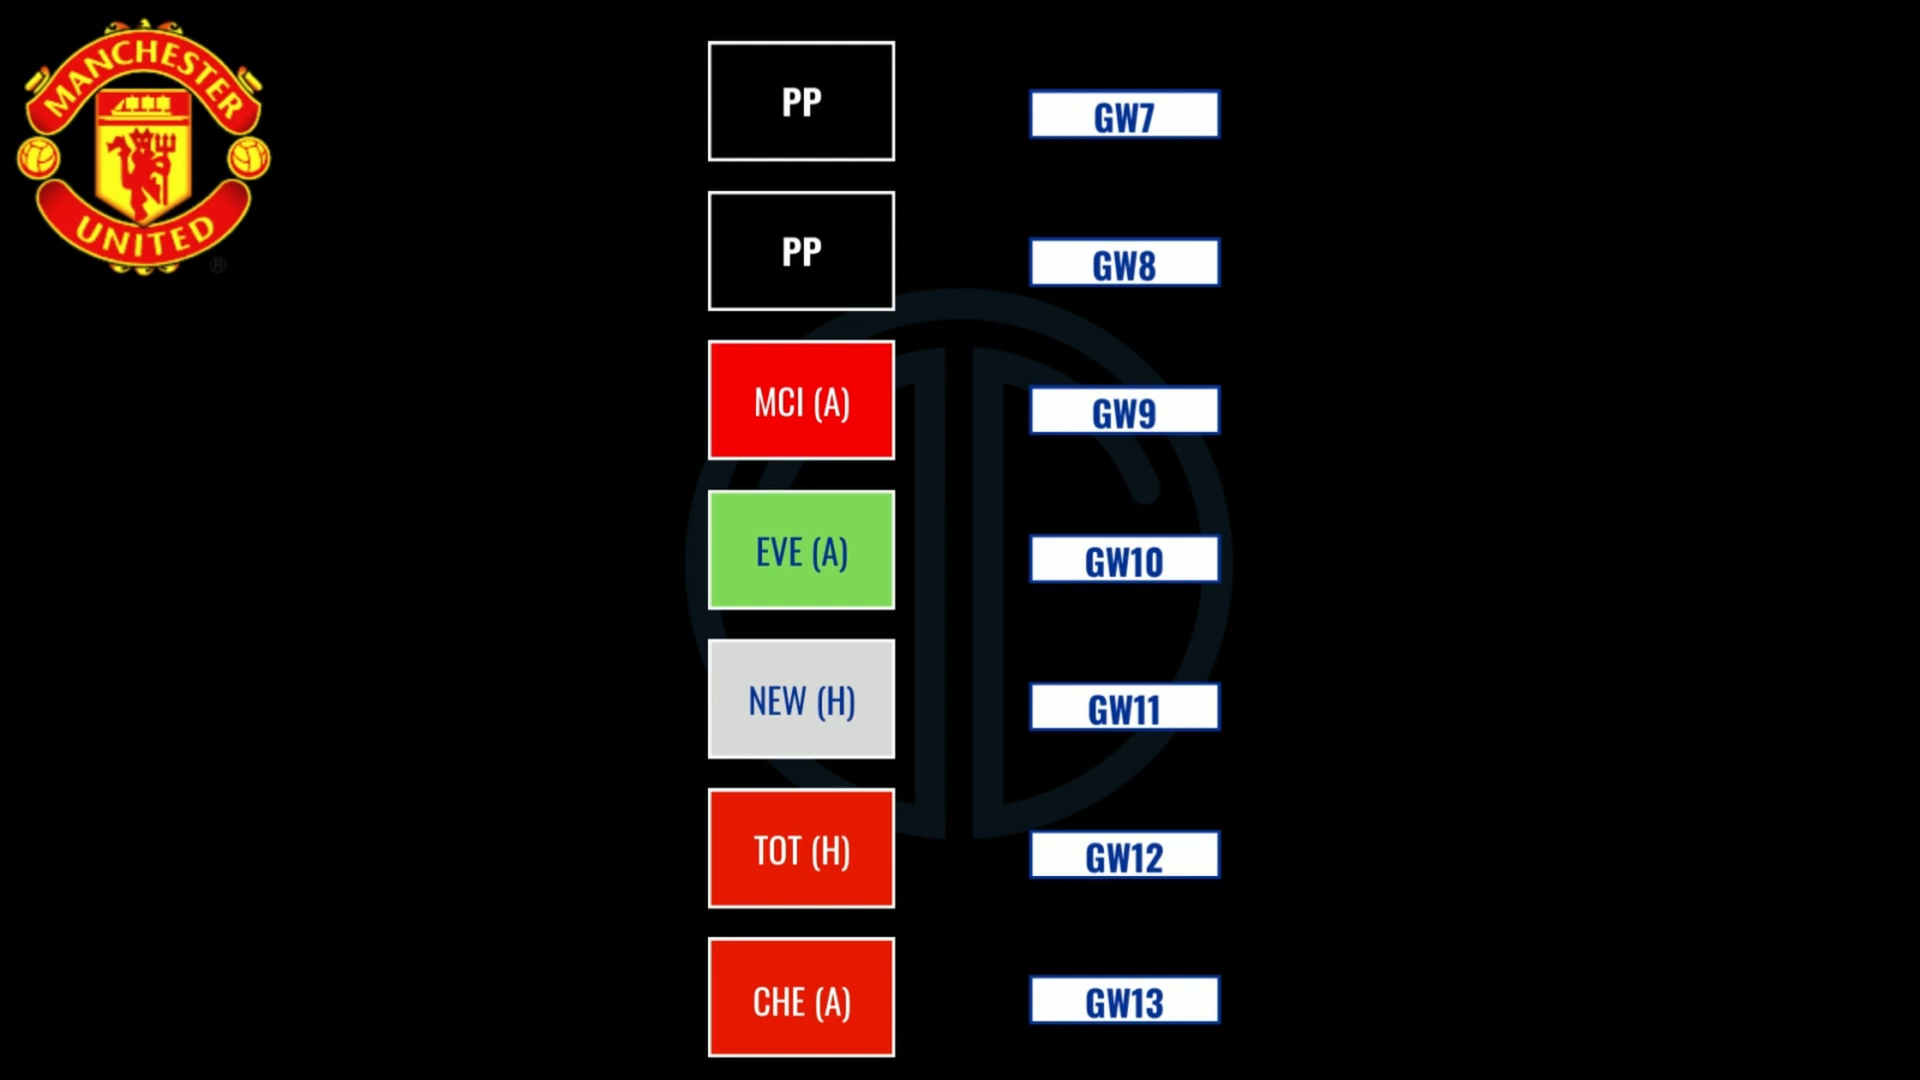 MANCHESTER
UNITED
®
PP GW7
PP GW8
MCI (A) GW9
EVE (A) GW10
NEW (H) GW11
TOT (H) GW12
CHE (A) GW13